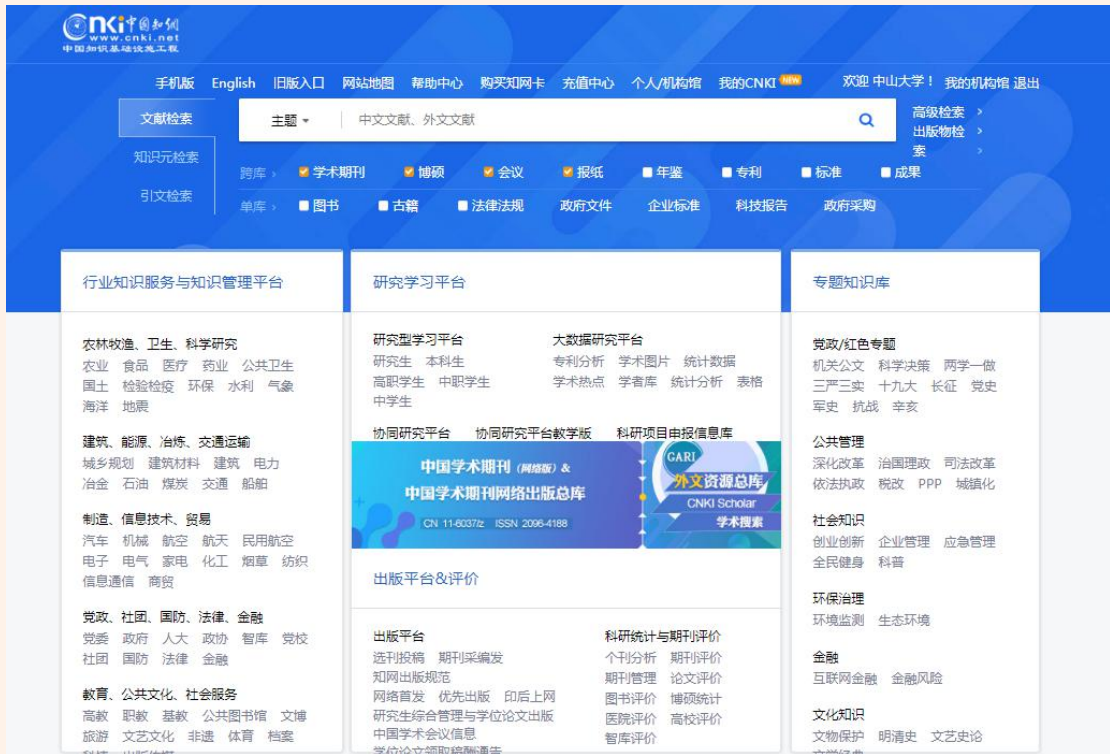 cnki中国知网
www.cnki.net
中国知识基础设施工程
手机版 English 旧版入口 网站地图 帮助中心 购买知网卡 充值中心 个人/机构馆 我的CNKI NEW 欢迎 中山大学！ 我的机构馆 退出
文献检索 主题 中文文献、外文文献 高级检索 >
出版物检索 >
知识元检索
跨库 > 学术期刊 博硕 会议 报纸 年鉴 专利 标准 成果
引文检索
单库 > 图书 古籍 法律法规 政府文件 企业标准 科技报告 政府采购
行业知识服务与知识管理平台
农林牧渔、卫生、科学研究
农业 食品 医疗 药业 公共卫生
国土 检验检疫 环保 水利 气象
海洋 地震
建筑、能源、冶炼、交通运输
城乡规划 建筑材料 建筑 电力
冶金 石油 煤炭 交通 船舶
制造、信息技术、贸易
汽车 机械 航空 航天 民用航空
电子 电气 家电 化工 烟草 纺织
信息通信 商贸
党政、社团、国防、法律、金融
党委 政府 人大 政协 智库 党校
社团 国防 法律 金融
教育、公共文化、社会服务
高教 职教 基教 公共图书馆 文博
旅游 文艺文化 非遗 体育 档案
研究学习平台
研究型学习平台
研究生 本科生
高职学生 中职学生
中学生
大数据研究平台
专利分析 学术图片 统计数据
学术热点 学者库 统计分析 表格
协同研究平台 协同研究平台教学版 科研项目申报信息库
中国学术期刊（网络版）&
中国学术期刊网络出版总库
CN 11-6037/z ISSN 2096-4188
GARI
外文资源总库
CNKI Scholar
学术搜索
出版平台&评价
出版平台
选刊投稿 期刊采编发
知网出版规范
网络首发 优先出版 印后上网
研究生综合管理与学位论文出版
中国学术会议信息
学位论文领取稿酬通告
科研统计与期刊评价
个刊分析 期刊评价
期刊管理 论文评价
图书评价 博硕统计
医院评价 高校评价
智库评价
专题知识库
党政/红色专题
机关公文 科学决策 两学一做
三严三实 十九大 长征 党史
军史 抗战 辛亥
公共管理
深化改革 治国理政 司法改革
依法执政 税改 PPP 城镇化
社会知识
创业创新 企业管理 应急管理
全民健身 科普
环保治理
环境监测 生态环境
金融
互联网金融 金融风险
文化知识
文物保护 明清史 文艺史论